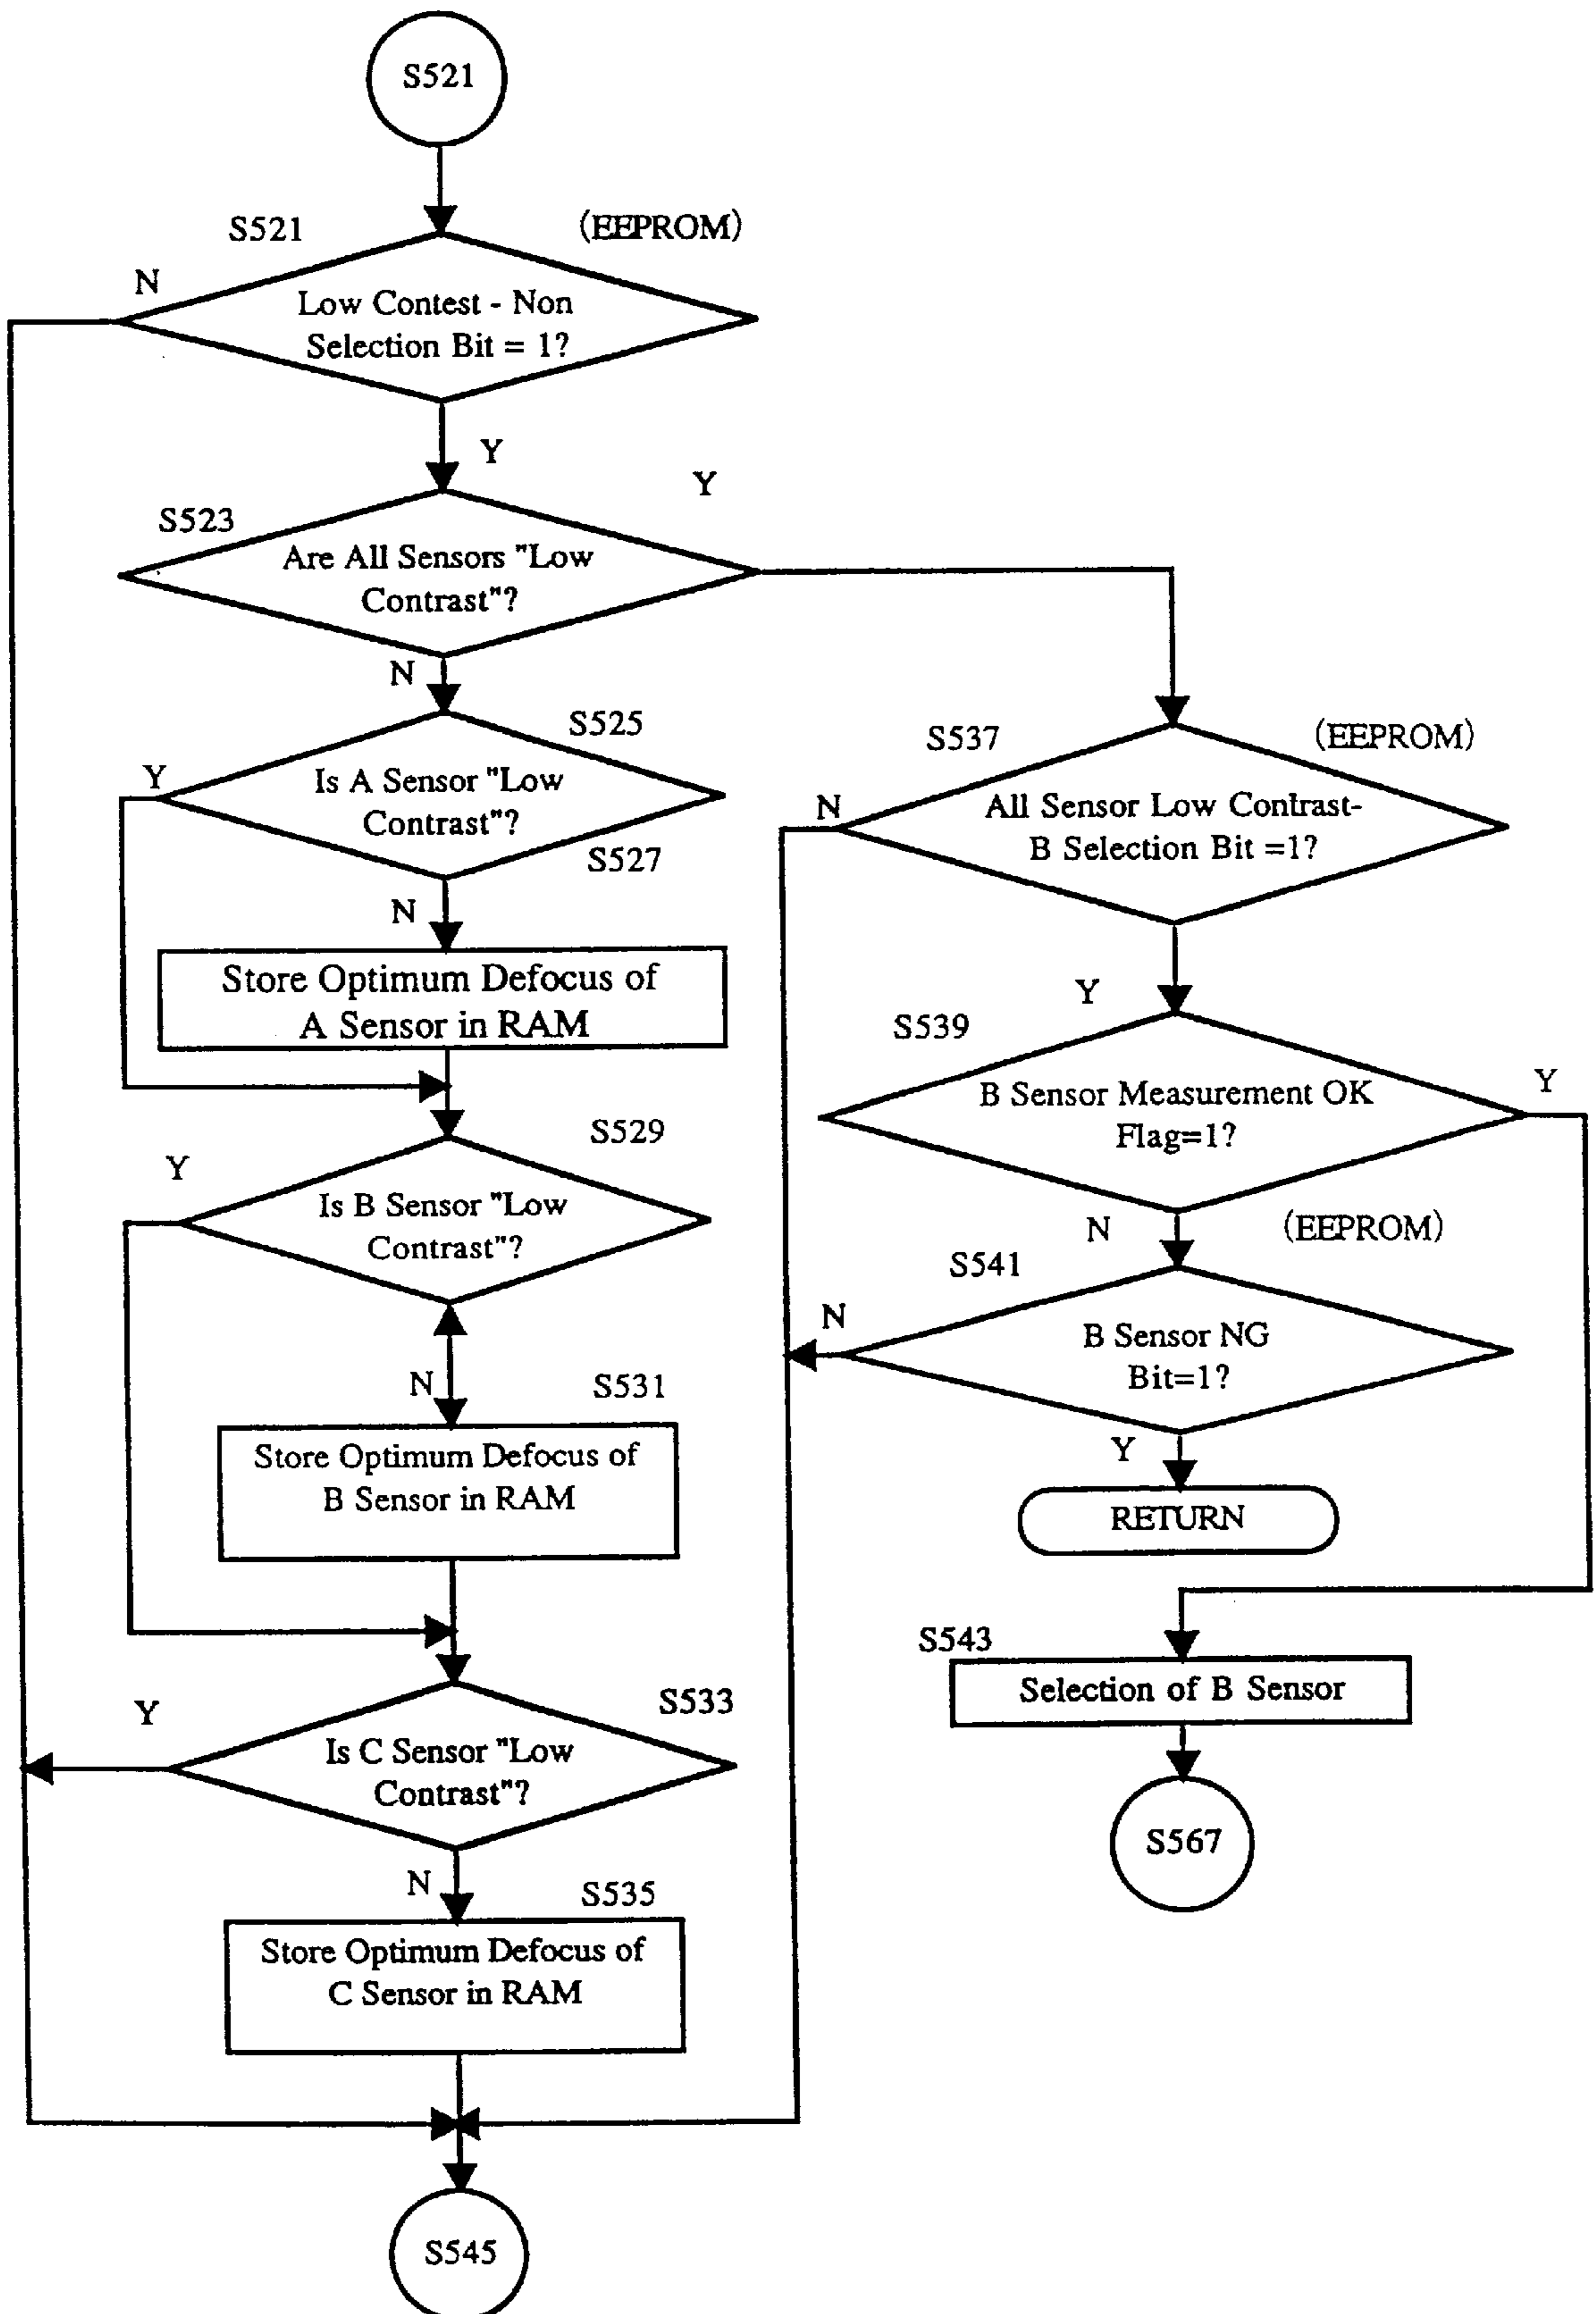 S521
S521
(EEPROM)
N
Low Contest - Non
Selection Bit = 1?
Y
Y
S523
Are All Sensors "Low
Contrast"?
N
S525
Y
Is A Sensor "Low
Contrast"?
S527
N
Store Optimum Defocus of
A Sensor in RAM
S529
Y
Is B Sensor "Low
Contrast"?
N
S531
Store Optimum Defocus of
B Sensor in RAM
Y
S533
Is C Sensor "Low
Contrast"?
N
S535
Store Optimum Defocus of
C Sensor in RAM
S545
S537
(EEPROM)
N
All Sensor Low Contrast-
B Selection Bit =1?
Y
S539
B Sensor Measurement OK
Flag=1?
Y
N
(EEPROM)
S541
N
B Sensor NG
Bit=1?
Y
RETURN
S543
Selection of B Sensor
S567